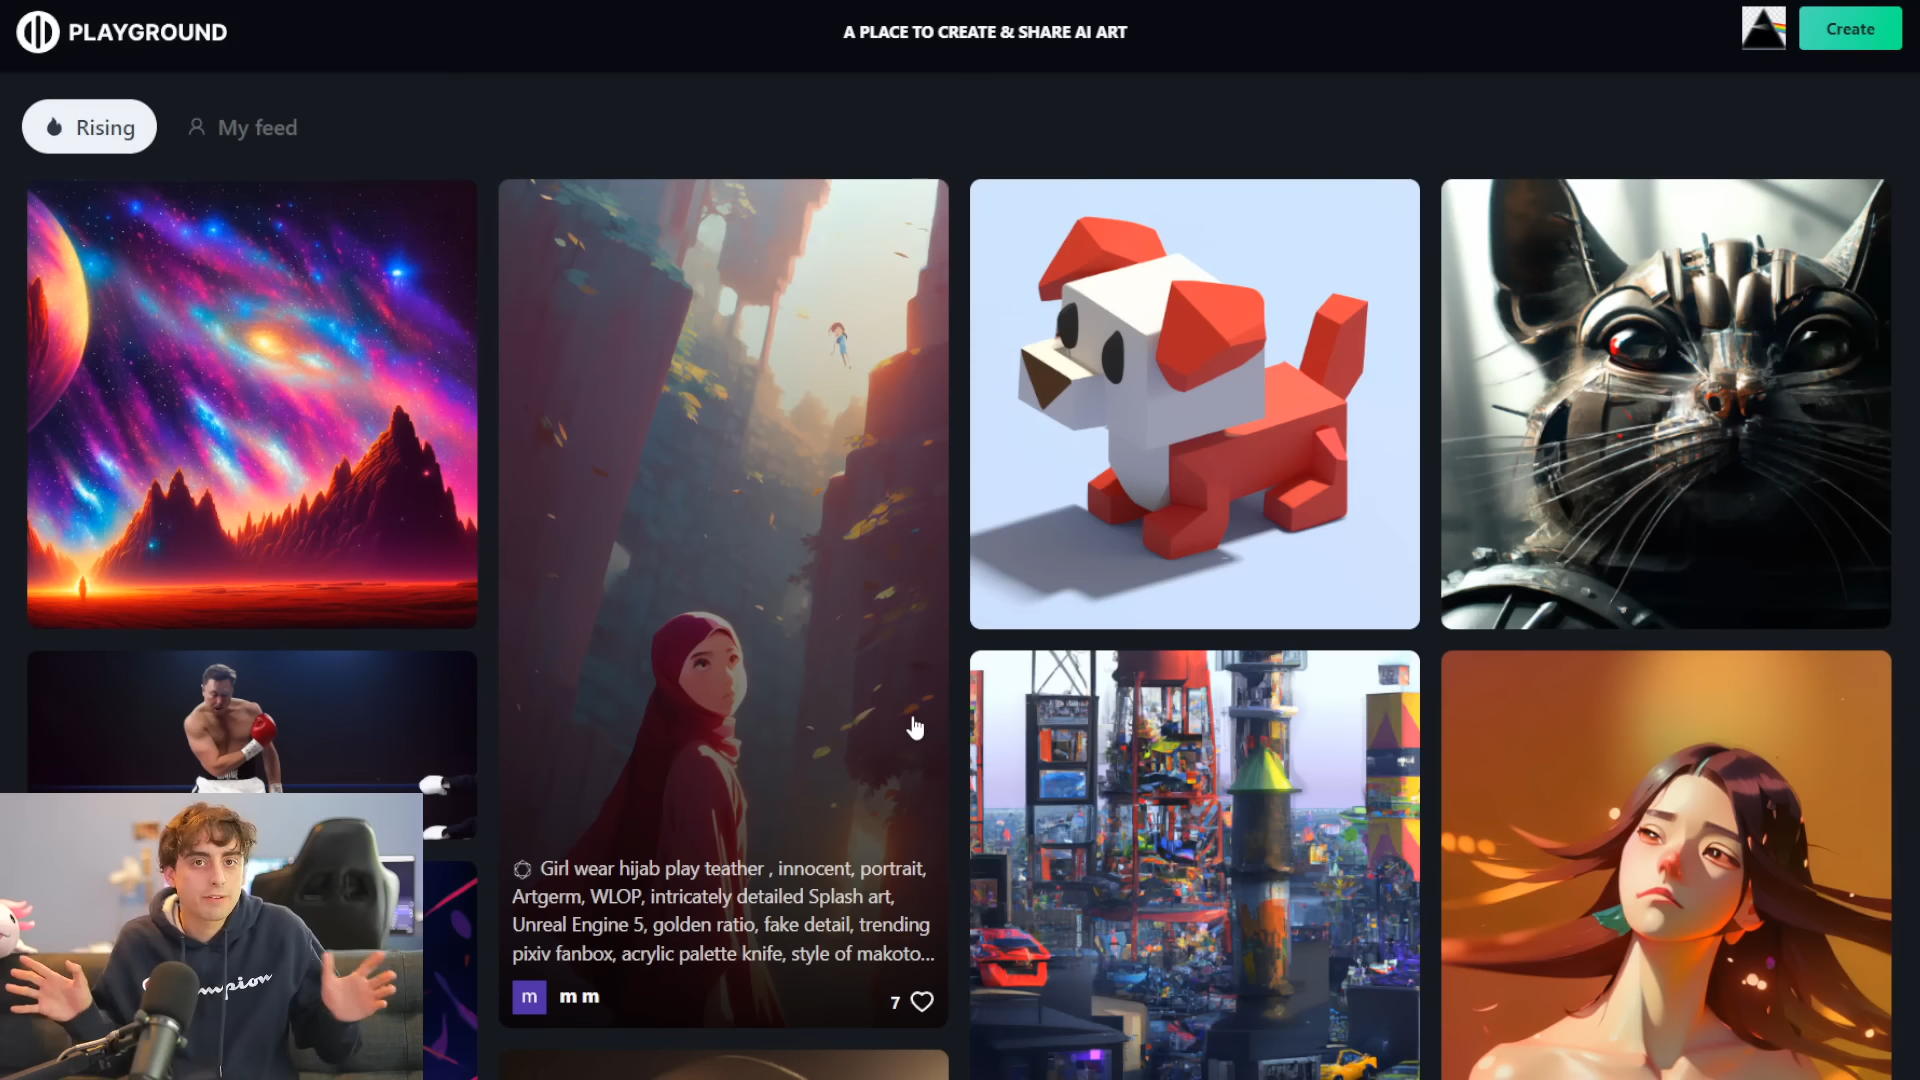 PLAYGROUND
A PLACE TO CREATE & SHARE AI ART
Create
Rising
My feed
Girl wear hijab play teather , innocent, portrait,
Artgerm, WLOP, intricately detailed Splash art,
Unreal Engine 5, golden ratio, fake detail, trending
pixiv fanbox, acrylic palette knife, style of makoto...
m
m m
7